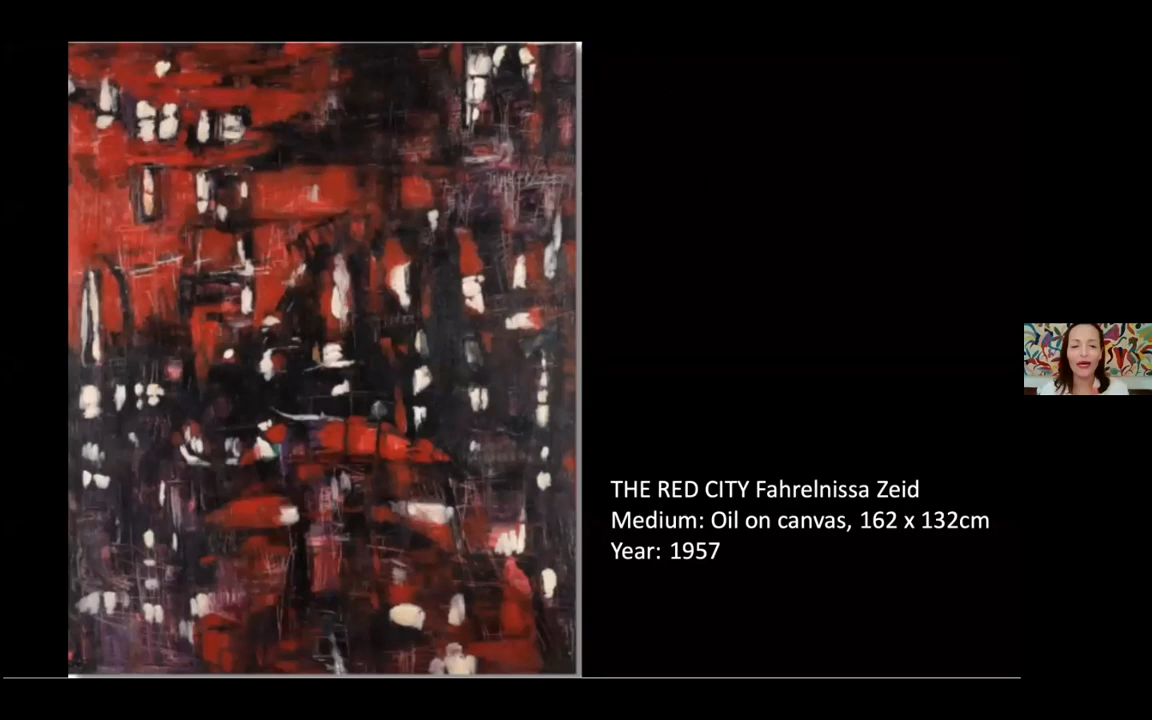 THE RED CITY Fahrelnissa Zeid
Medium: Oil on canvas, 162 x 132cm
Year: 1957